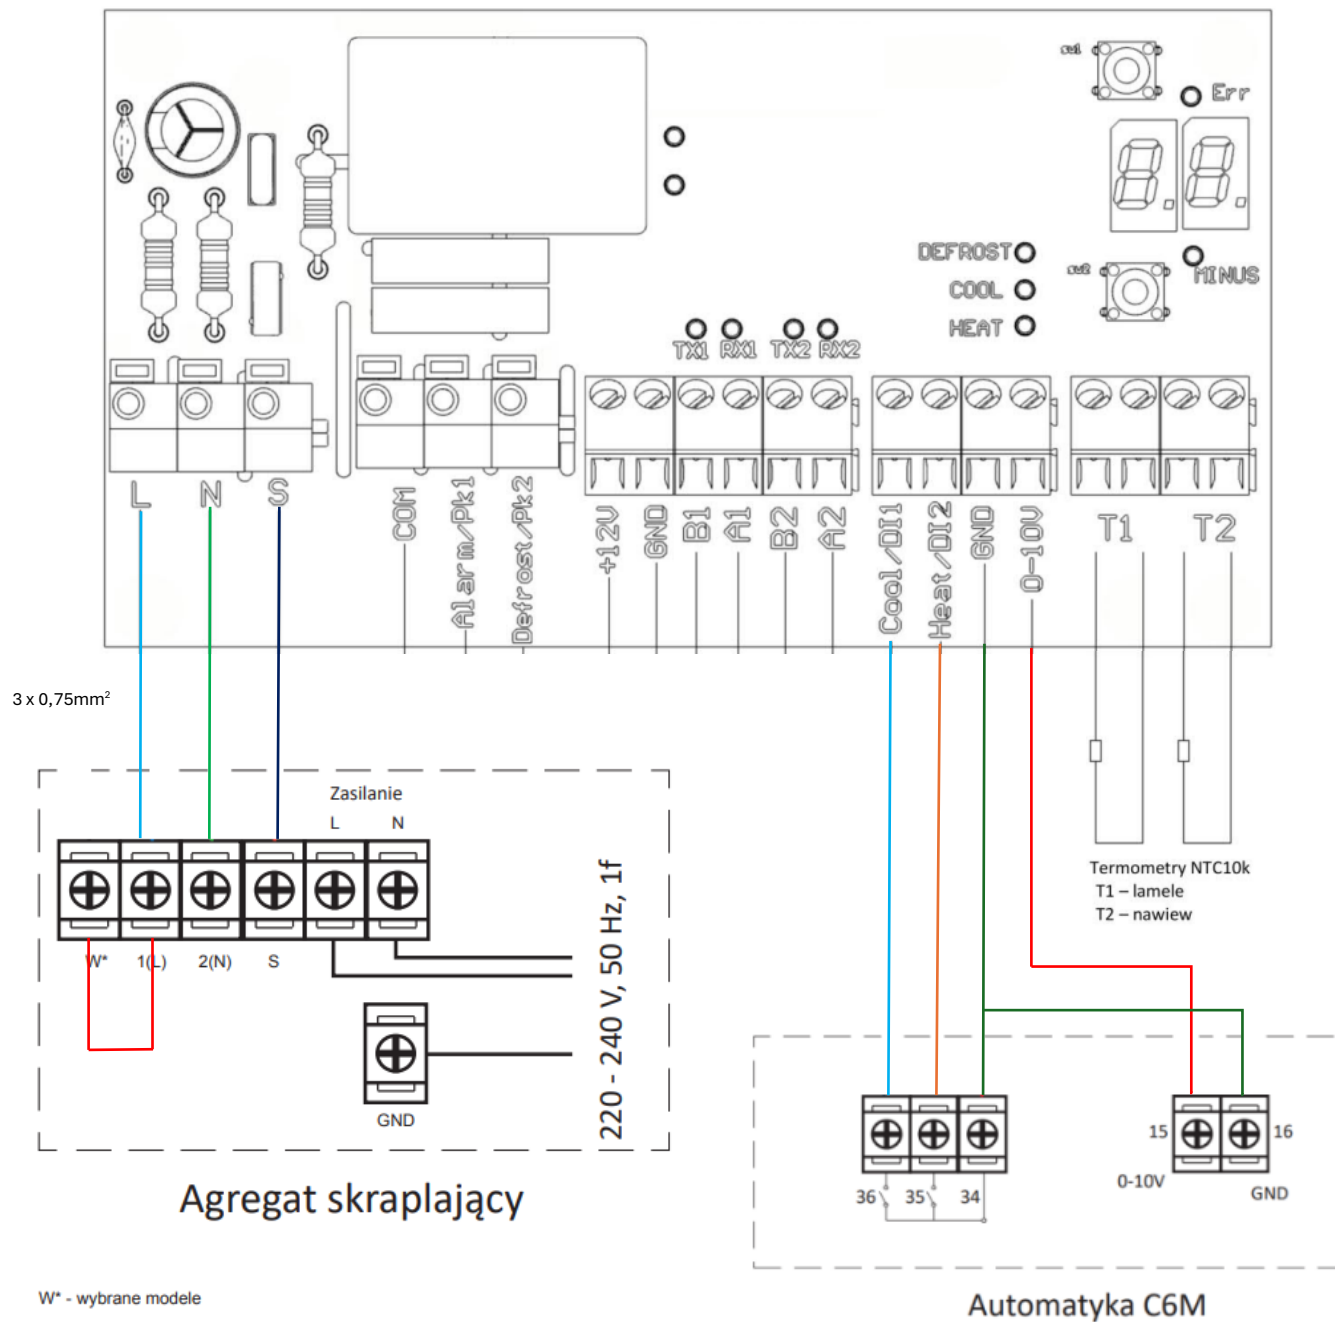 sw1
Err
DEFROST
COOL
HEAT
sw2
MINUS
TX1 RX1 TX2 RX2
L N S
COM
Alarm/Pk1
Defrost/Pk2
+12V
GND
B1
A1
B2
A2
Cool/DI1
Heat/DI2
GND
0-10V
T1
T2
3 x 0,75mm²
Zasilanie
L N
W* 1(L) 2(N) S
GND
220 - 240 V, 50 Hz, 1f
Agregat skraplający
W* - wybrane modele
Termometry NTC10k
T1 – lamele
T2 – nawiew
15 16
0-10V
GND
36 35 34
Automatyka C6M